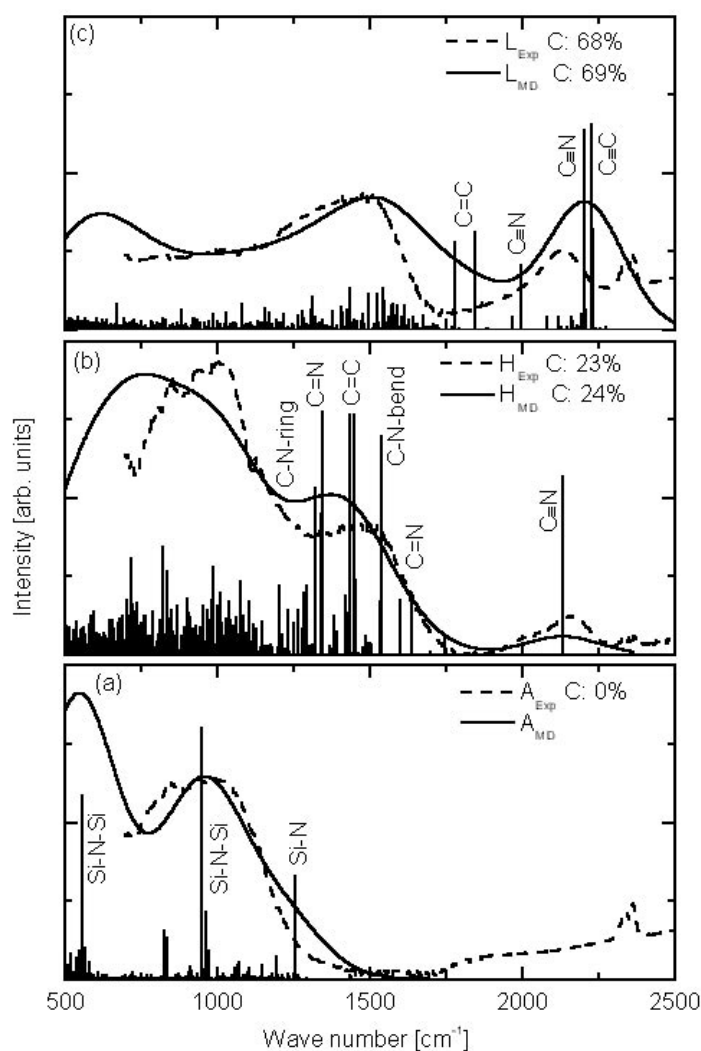 (c)
L_Exp C: 68%
L_MD C: 69%
C=C
C≡N
C≡N
C≡C
(b)
H_Exp C: 23%
H_MD C: 24%
C-N-ring
C=N
C=C
C-N-bend
C=N
C≡N
Intensity [arb. units]
(a)
A_Exp C: 0%
A_MD
Si-N-Si
Si-N-Si
Si-N
500 1000 1500 2000 2500
Wave number [cm⁻¹]